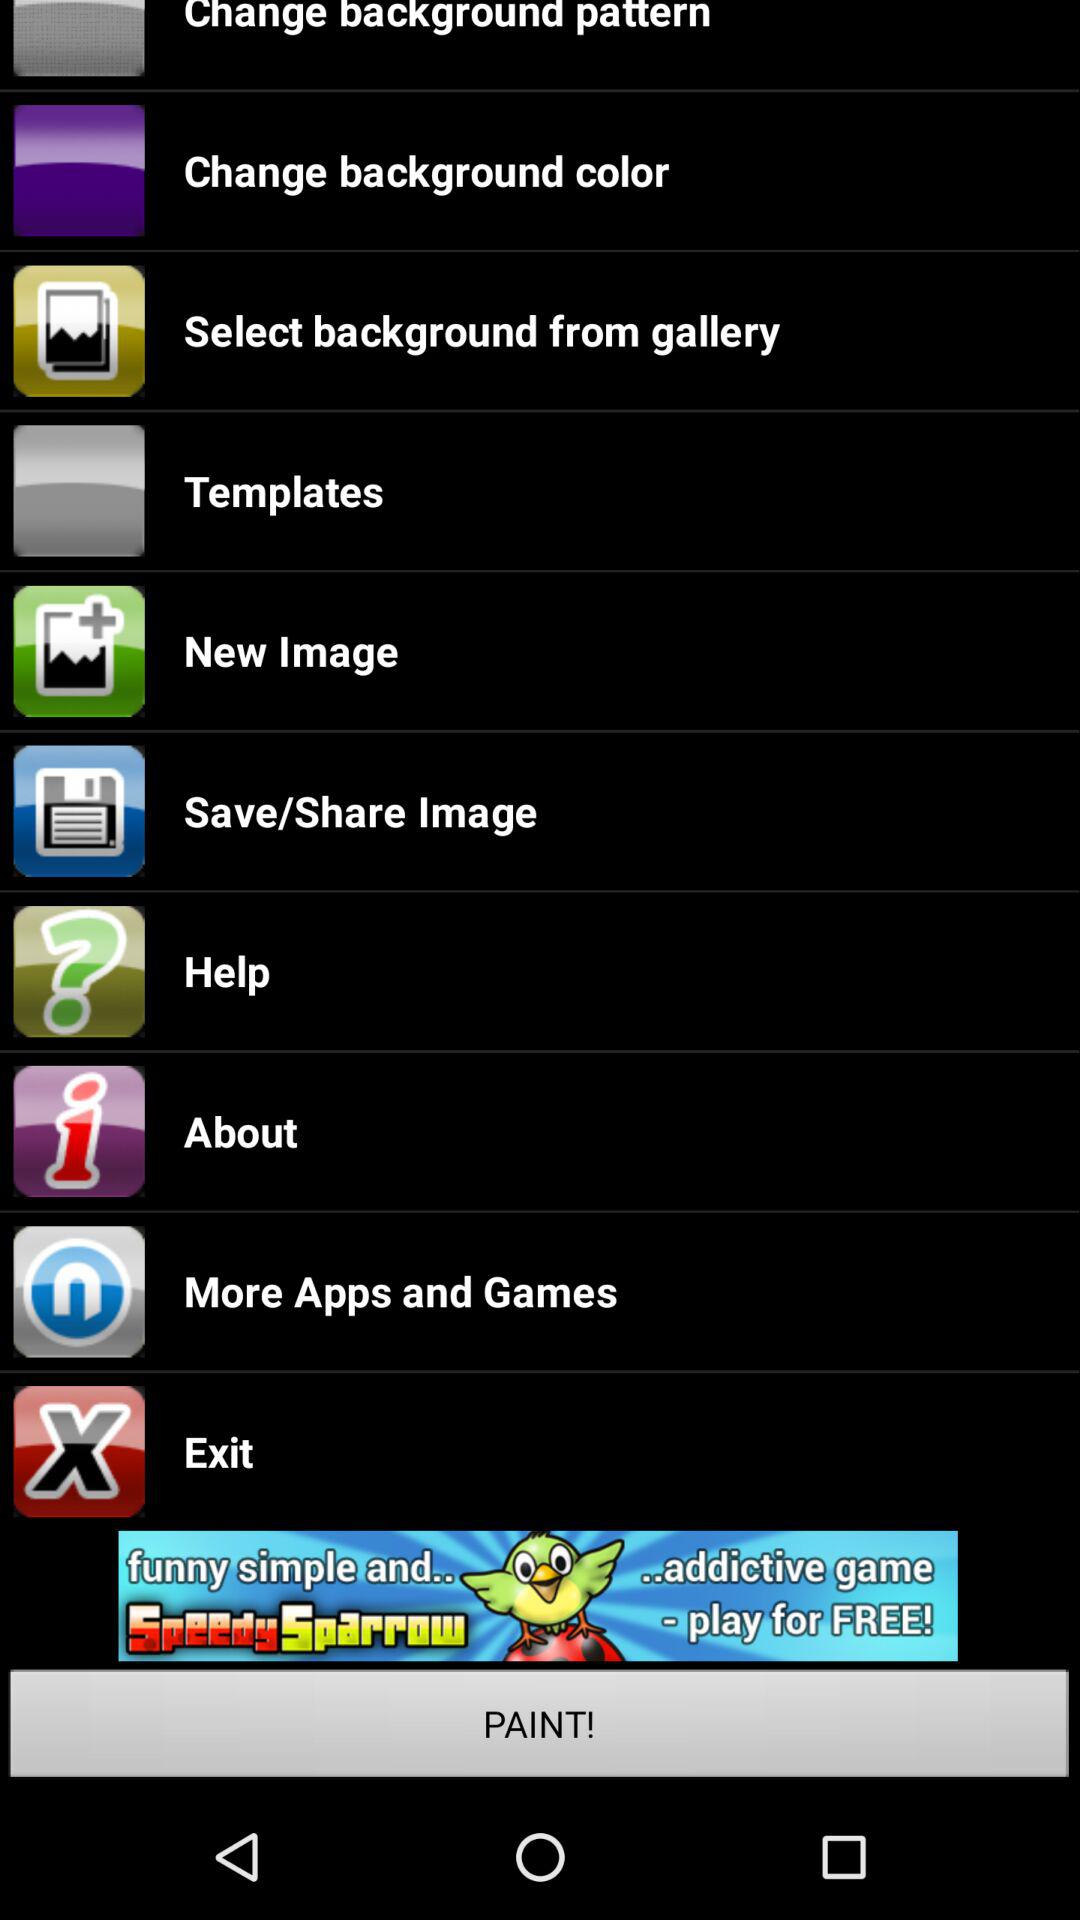 Change background pattern
Change background color
Select background from gallery
Templates
New Image
Save/Share Image
Help
About
More Apps and Games
Exit
funny simple and..
SpeedySparrow
..addictive game
- play for FREE!
PAINT!